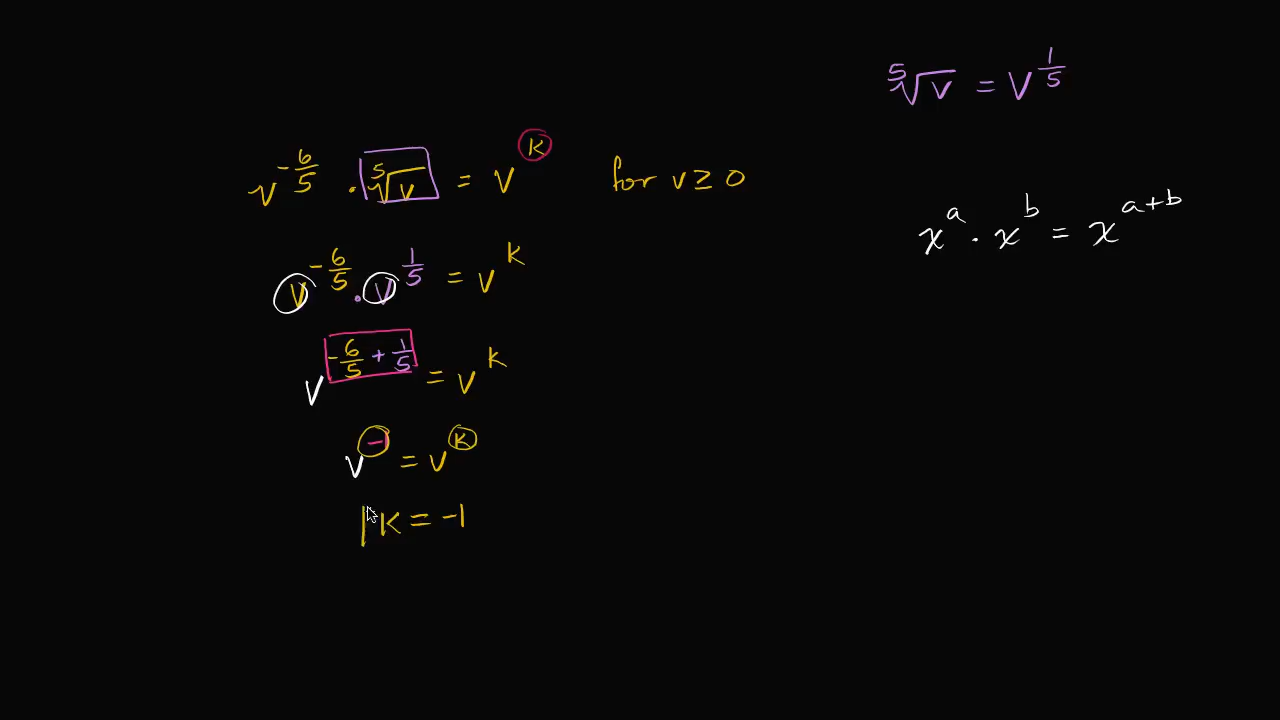 ⁵√v = v^(1/5)
v^(-6/5) · ⁵√v = v^k for v ≥ 0
x^a · x^b = x^(a+b)
v^(-6/5) · v^(1/5) = v^k
v^(-6/5 + 1/5) = v^k
v^(-1) = v^k
k = -1